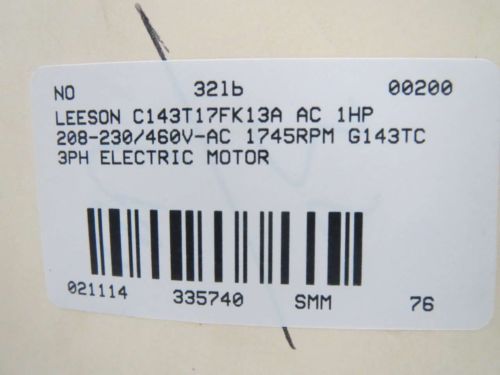 NO 32lb 00200
LEESON C143T17FK13A AC 1HP
208-230/460V-AC 1745RPM G143TC
3PH ELECTRIC MOTOR
021114 335740 SMM 76